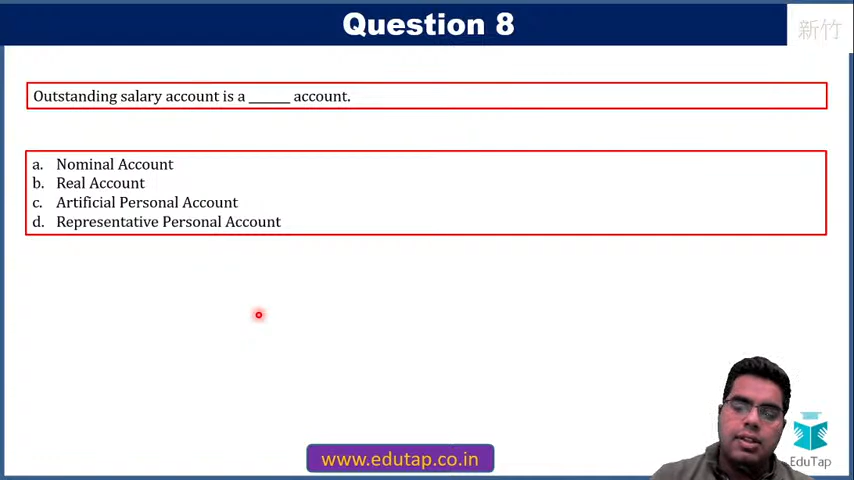 Question 8
新竹
Outstanding salary account is a _______ account.
a. Nominal Account
b. Real Account
c. Artificial Personal Account
d. Representative Personal Account
www.edutap.co.in
EduTap